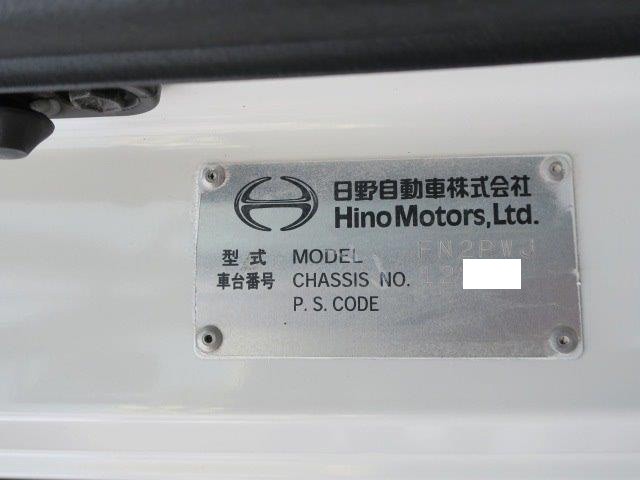 日野自動車株式会社
Hino Motors, Ltd.
型式 MODEL FN2PWJ
車台番号 CHASSIS NO. 12
P.S.CODE